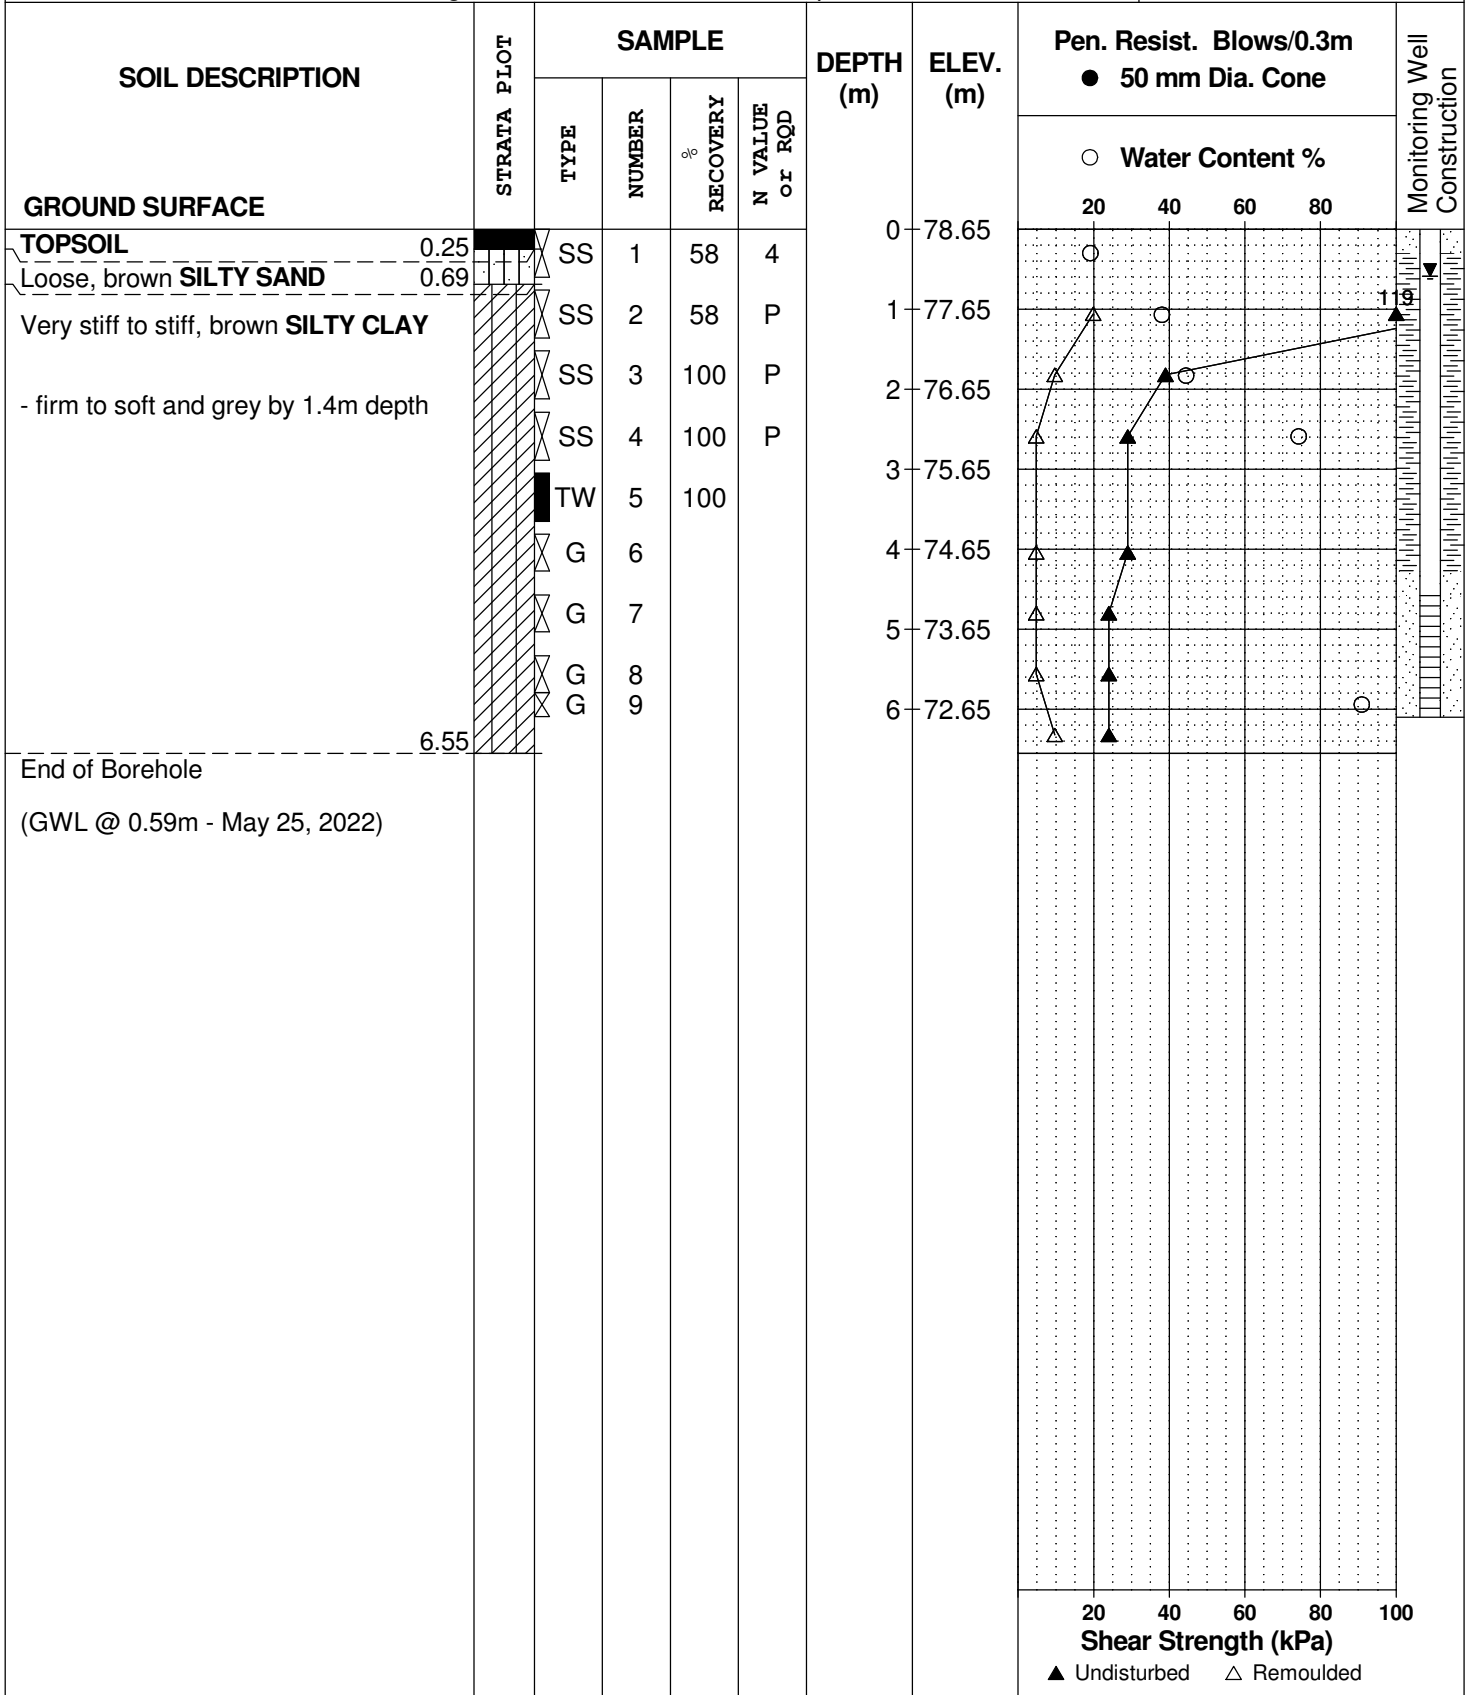 SOIL DESCRIPTION
GROUND SURFACE
STRATA PLOT
SAMPLE
TYPE
NUMBER
% RECOVERY
N VALUE or RQD
DEPTH (m)
ELEV. (m)
Pen. Resist. Blows/0.3m
● 50 mm Dia. Cone
○ Water Content %
20 40 60 80
Monitoring Well Construction
TOPSOIL 0.25
Loose, brown SILTY SAND 0.69
Very stiff to stiff, brown SILTY CLAY
- firm to soft and grey by 1.4m depth
6.55
End of Borehole
(GWL @ 0.59m - May 25, 2022)
SS 1 58 4
SS 2 58 P
SS 3 100 P
SS 4 100 P
TW 5 100
G 6
G 7
G 8
G 9
0 78.65
1 77.65
2 76.65
3 75.65
4 74.65
5 73.65
6 72.65
119
20 40 60 80 100
Shear Strength (kPa)
▲ Undisturbed △ Remoulded